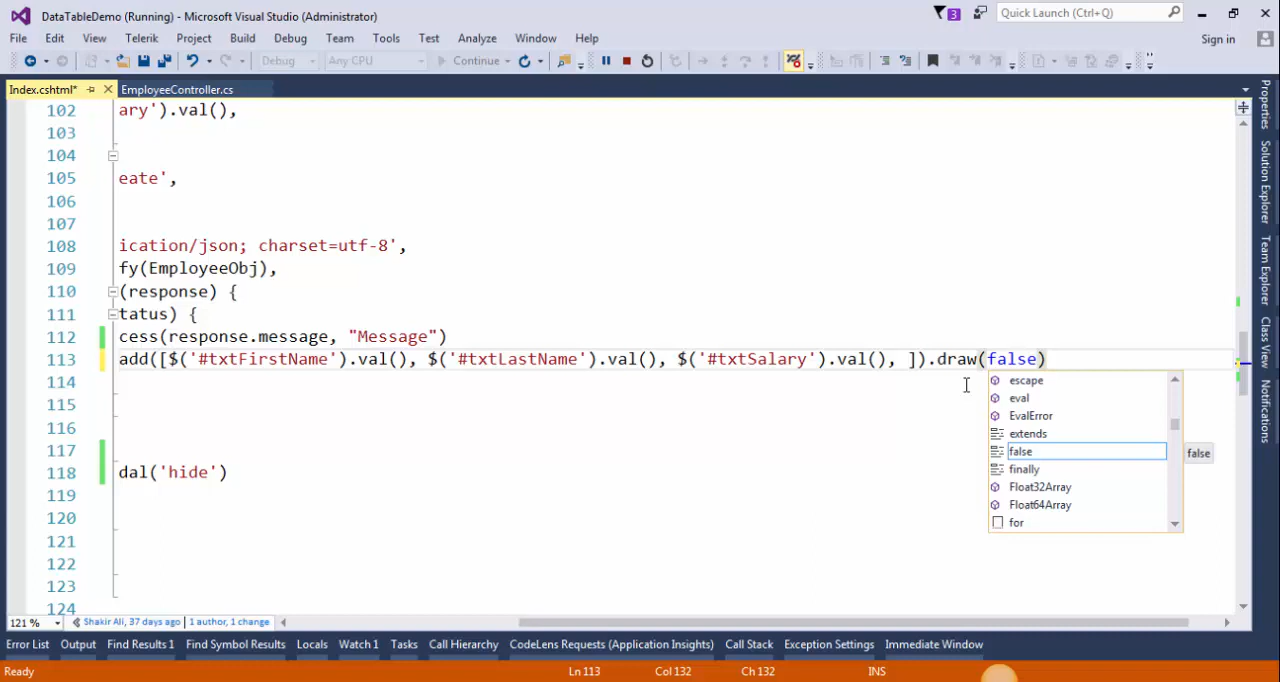 DataTableDemo (Running) - Microsoft Visual Studio (Administrator)
3
Quick Launch (Ctrl+Q)
File Edit View Telerik Project Build Debug Team Tools Test Analyze Window Help
Sign in
Debug Any CPU Continue
Index.cshtml* EmployeeController.cs
102 ary').val(),
103
104
105 eate',
106
107
108 ication/json; charset=utf-8',
109 fy(EmployeeObj),
110 (response) {
111 tatus) {
112 cess(response.message, "Message")
113 add([$('#txtFirstName').val(), $('#txtLastName').val(), $('#txtSalary').val(), ]).draw(false)
114
115
116
117
118 dal('hide')
119
120
121
122
123
124
escape
eval
EvalError
extends
false
finally
Float32Array
Float64Array
for
false
Properties
Solution Explorer
Team Explorer
Class View
Notifications
121 % Shakir Ali, 37 days ago | 1 author, 1 change
Error List Output Find Results 1 Find Symbol Results Locals Watch 1 Tasks Call Hierarchy CodeLens Requests (Application Insights) Call Stack Exception Settings Immediate Window
Ready Ln 113 Col 132 Ch 132 INS